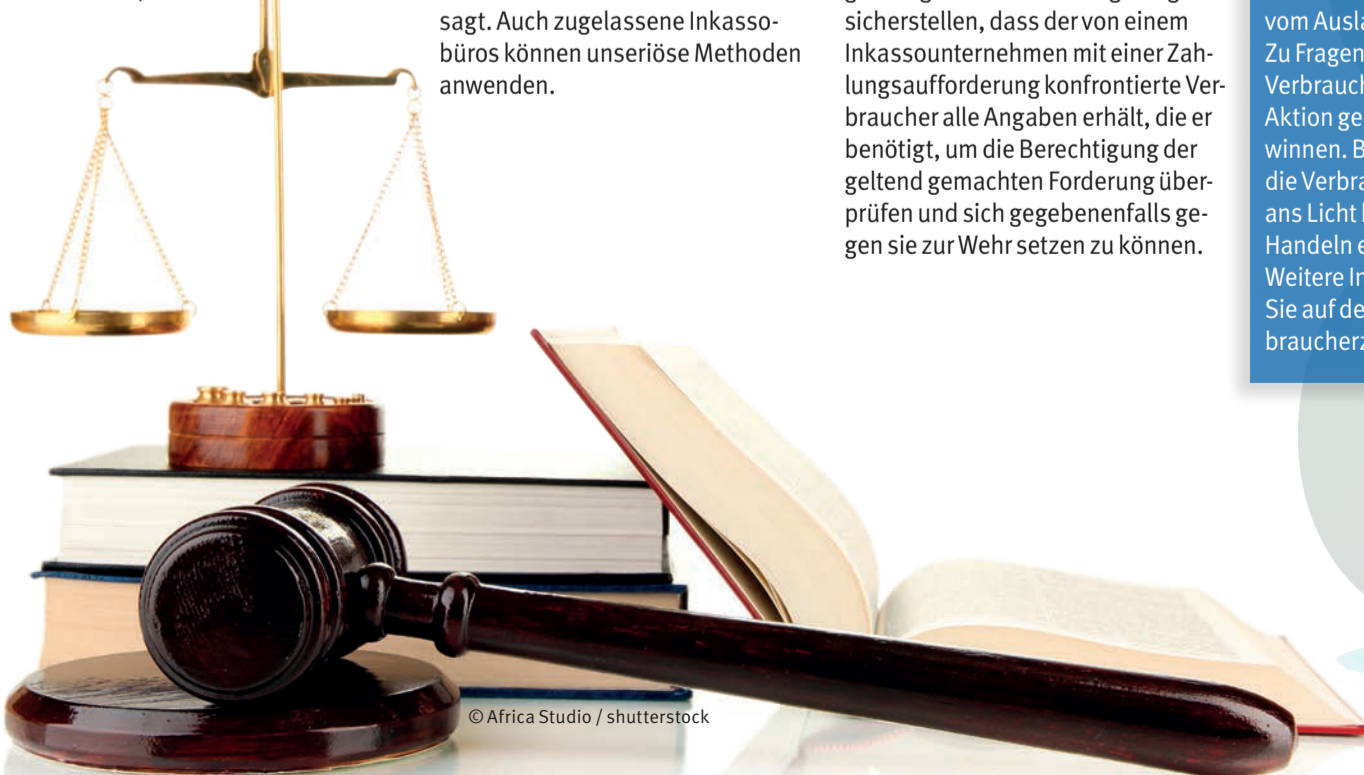 sagt. Auch zugelassene Inkasso-
büros können unseriöse Methoden
anwenden.
sicherstellen, dass der von einem
Inkassounternehmen mit einer Zah-
lungsaufforderung konfrontierte Ver-
braucher alle Angaben erhält, die er
benötigt, um die Berechtigung der
geltend gemachten Forderung über-
prüfen und sich gegebenenfalls ge-
gen sie zur Wehr setzen zu können.
vom Ausla
Zu Fragen
Verbrauch
Aktion ge
winnen. B
die Verbra
ans Licht
Handeln e
Weitere In
Sie auf de
braucherz
© Africa Studio / shutterstock